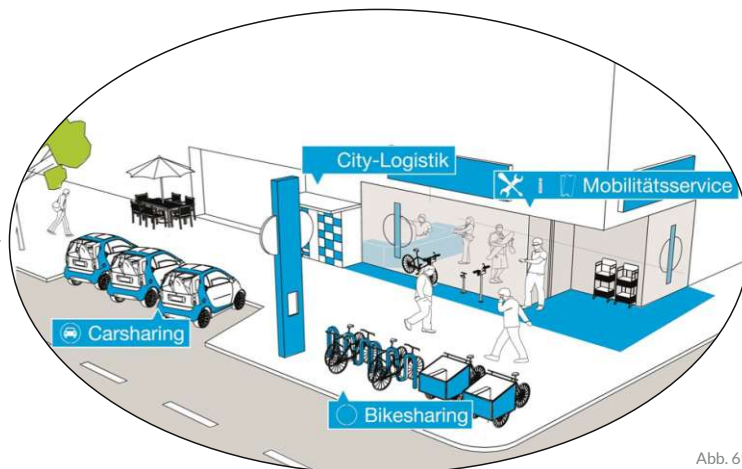 City-Logistik
Mobilitätsservice
Carsharing
Bikesharing
Abb. 6